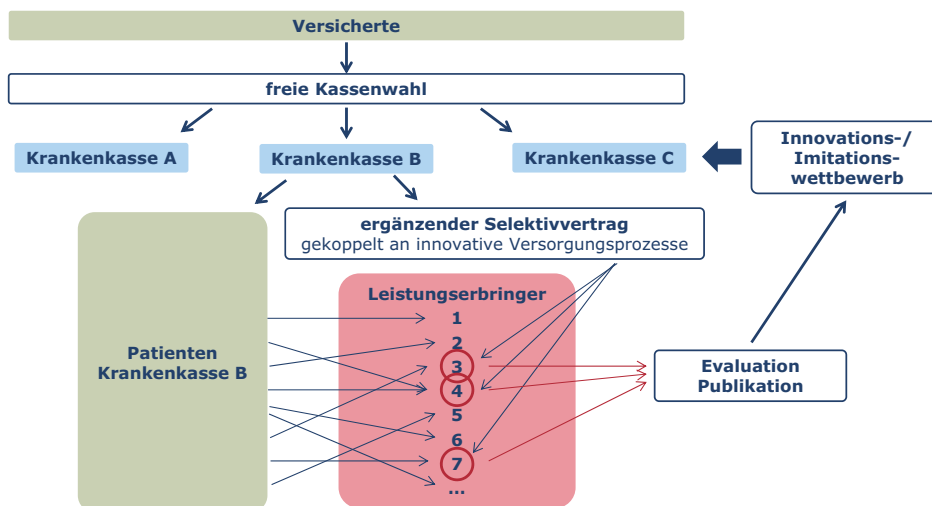 Versicherte
freie Kassenwahl
Krankenkasse A
Krankenkasse B
Krankenkasse C
Innovations-/
Imitations-
wettbewerb
ergänzender Selektivvertrag
gekoppelt an innovative Versorgungsprozesse
Patienten
Krankenkasse B
Leistungserbringer
1
2
3
4
5
6
7
...
Evaluation
Publikation